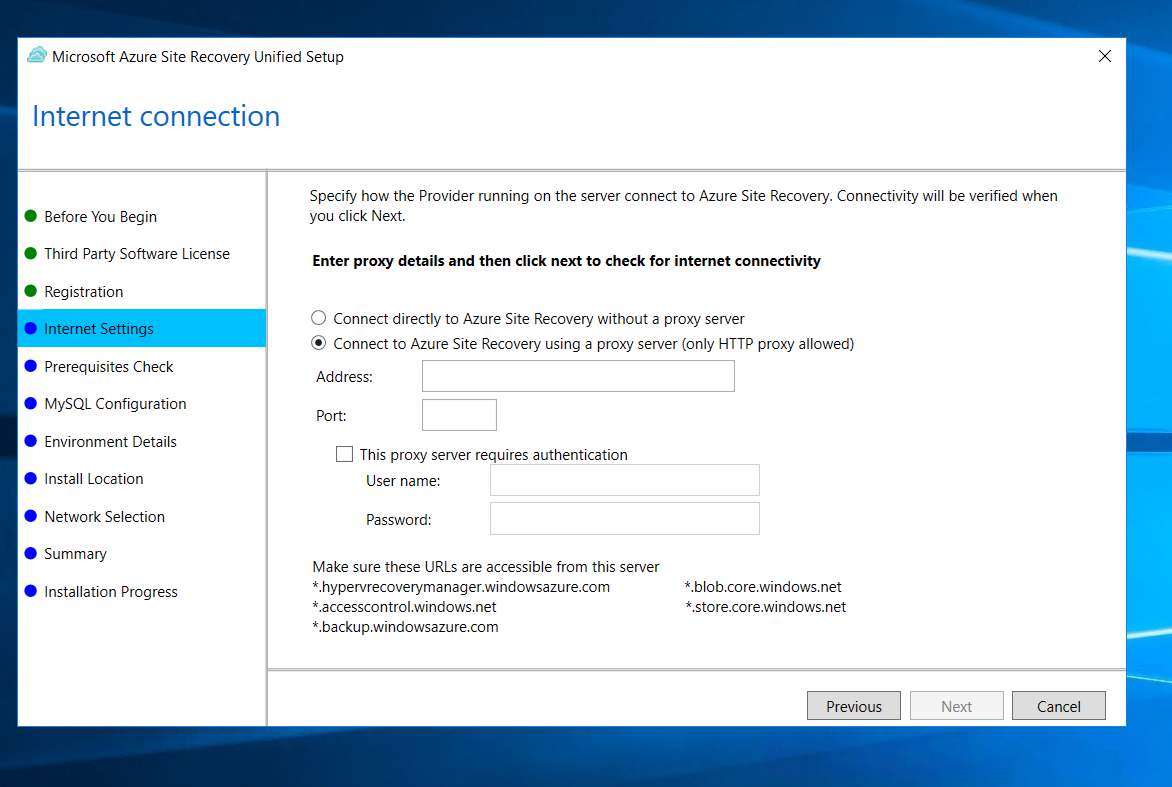 Microsoft Azure Site Recovery Unified Setup
Internet connection
Before You Begin
Third Party Software License
Registration
Internet Settings
Prerequisites Check
MySQL Configuration
Environment Details
Install Location
Network Selection
Summary
Installation Progress
Specify how the Provider running on the server connect to Azure Site Recovery. Connectivity will be verified when
you click Next.
Enter proxy details and then click next to check for internet connectivity
Connect directly to Azure Site Recovery without a proxy server
Connect to Azure Site Recovery using a proxy server (only HTTP proxy allowed)
Address:
Port:
This proxy server requires authentication
User name:
Password:
Make sure these URLs are accessible from this server
*.hypervrecoverymanager.windowsazure.com *.blob.core.windows.net
*.accesscontrol.windows.net *.store.core.windows.net
*.backup.windowsazure.com
Previous Next Cancel